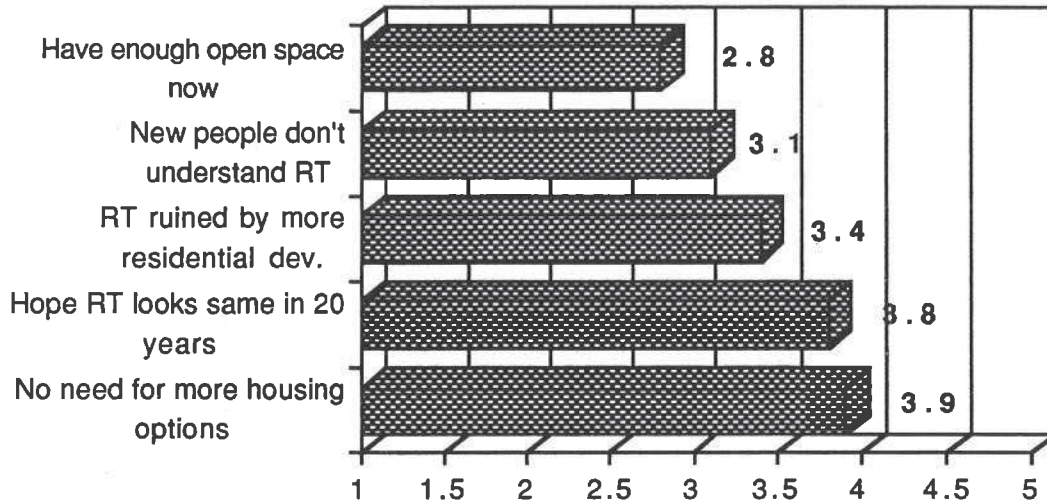 Have enough open space
now
2.8
New people don't
understand RT
3.1
RT ruined by more
residential dev.
3.4
Hope RT looks same in 20
years
3.8
No need for more housing
options
3.9
1 1.5 2 2.5 3 3.5 4 4.5 5